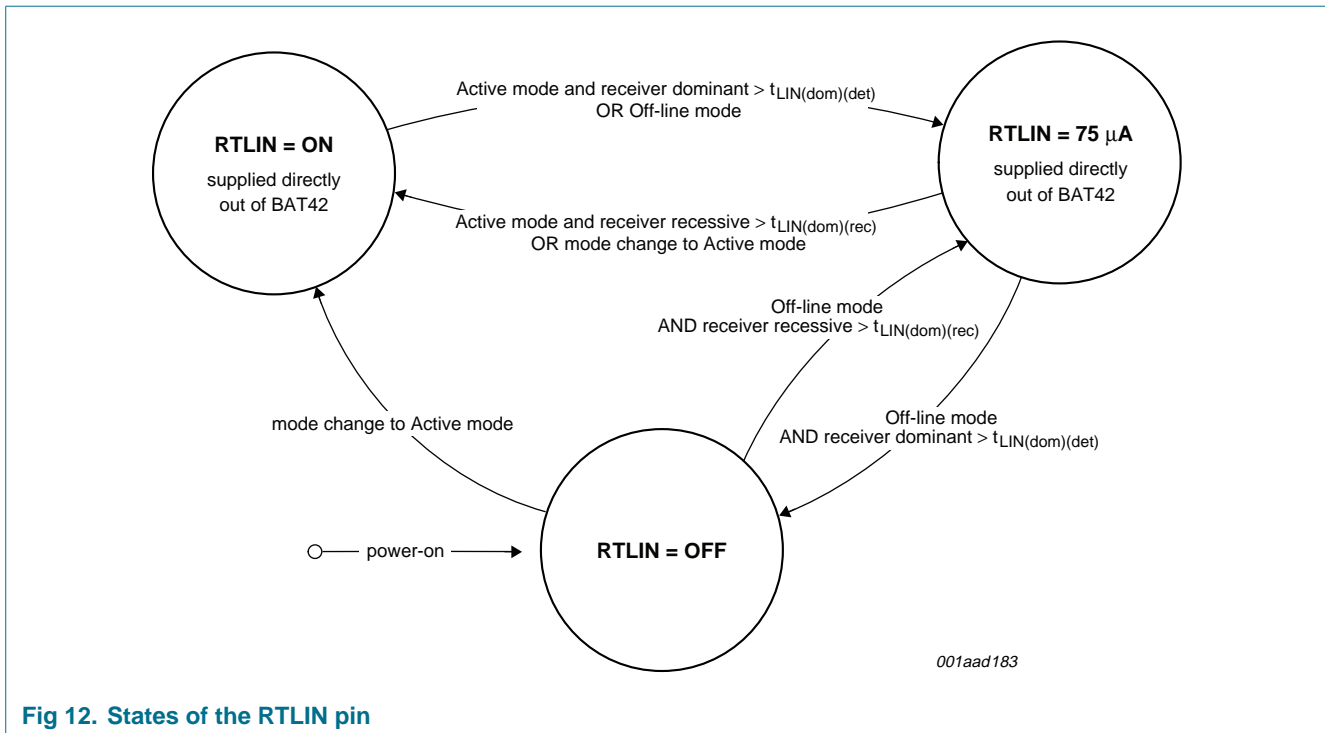 Active mode and receiver dominant > tLIN(dom)(det)
OR Off-line mode
RTLIN = ON
supplied directly
out of BAT42
RTLIN = 75 μA
supplied directly
out of BAT42
Active mode and receiver recessive > tLIN(dom)(rec)
OR mode change to Active mode
Off-line mode
AND receiver recessive > tLIN(dom)(rec)
mode change to Active mode
Off-line mode
AND receiver dominant > tLIN(dom)(det)
power-on
RTLIN = OFF
001aad183
Fig 12. States of the RTLIN pin